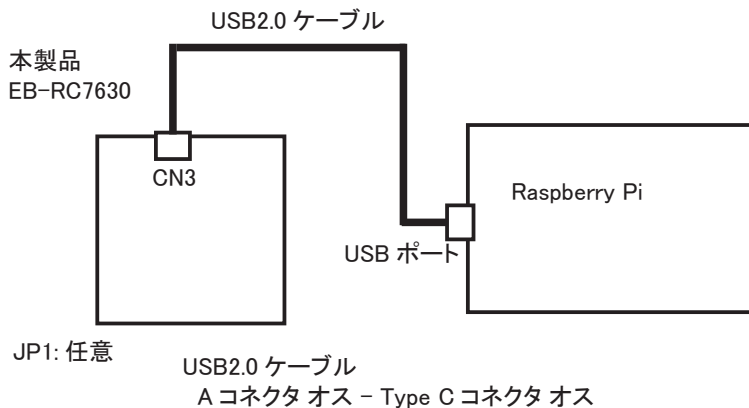 USB2.0 ケーブル
本製品
EB-RC7630
CN3
Raspberry Pi
USB ポート
JP1: 任意
USB2.0 ケーブル
A コネクタ オス - Type C コネクタ オス